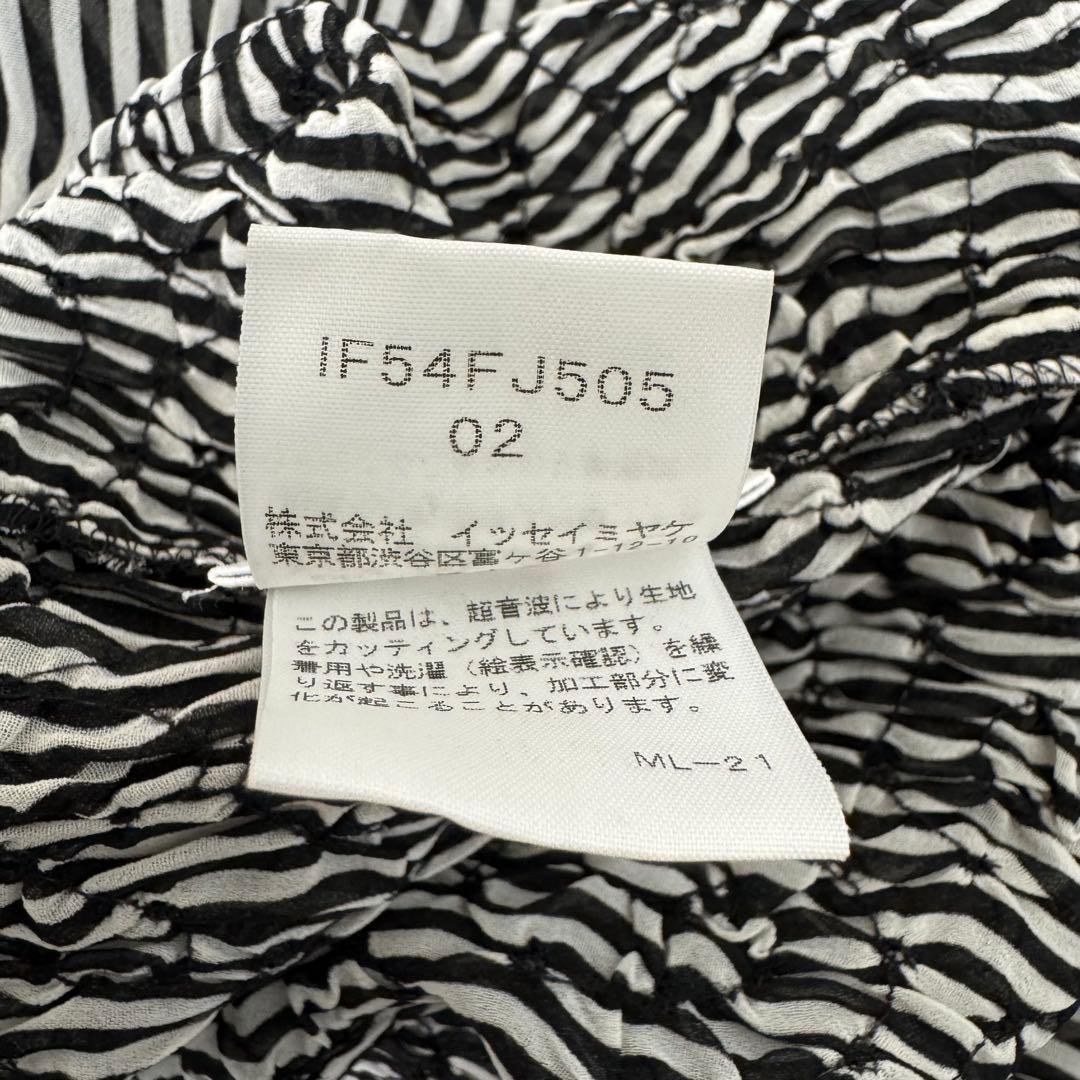 IF54FJ505
02
株式会社 イッセイミヤケ
東京都渋谷区富ヶ谷1-12-10
この製品は、超音波により生地
をカッティングしています。
着用や洗濯(絵表示確認)を繰
り返す事により、加工部分に変
化が起こることがあります。
ML-21